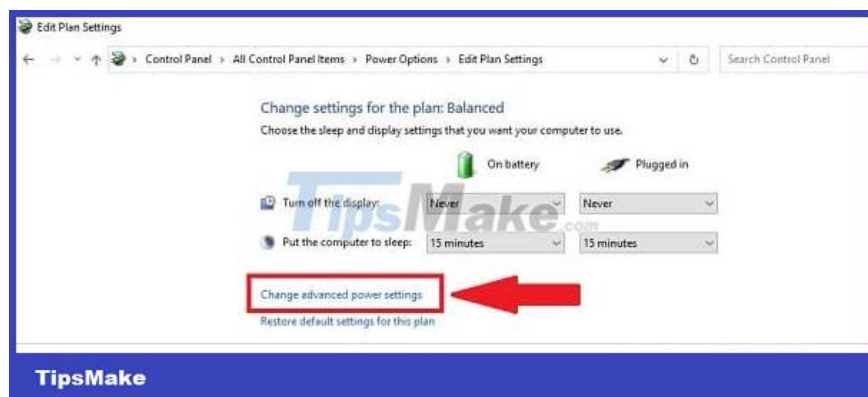 Edit Plan Settings
Control Panel > All Control Panel Items > Power Options > Edit Plan Settings
Search Control Panel
Change settings for the plan: Balanced
Choose the sleep and display settings that you want your computer to use.
On battery Plugged in
Turn off the display: Never Never
TipsMake.com
Put the computer to sleep: 15 minutes 15 minutes
Change advanced power settings
Restore default settings for this plan
TipsMake